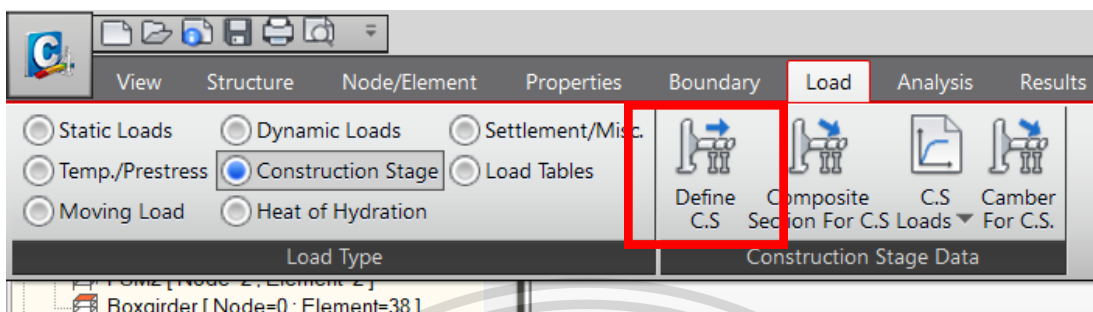 View Structure Node/Element Properties Boundary Load Analysis Results
Static Loads Dynamic Loads Settlement/Misc.
Temp./Prestress Construction Stage Load Tables
Moving Load Heat of Hydration
Load Type
Define C.S
Composite Section For C.S
C.S Loads
Camber For C.S.
Construction Stage Data
Boxgirder [ Node=0 ; Element=38 ]